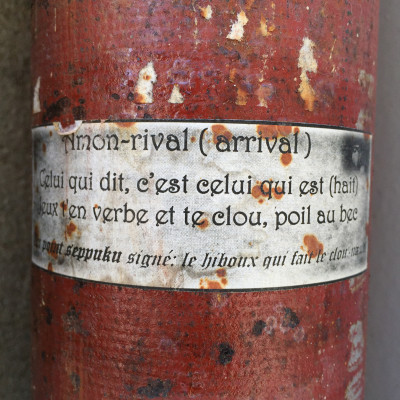 Amon-rival ( arrival )
Celui qui dit, c'est celui qui est (hait)
Jeux t'en verbe et te clou, poil au bec
point seppuku signé: le hiboux qui fait le clou